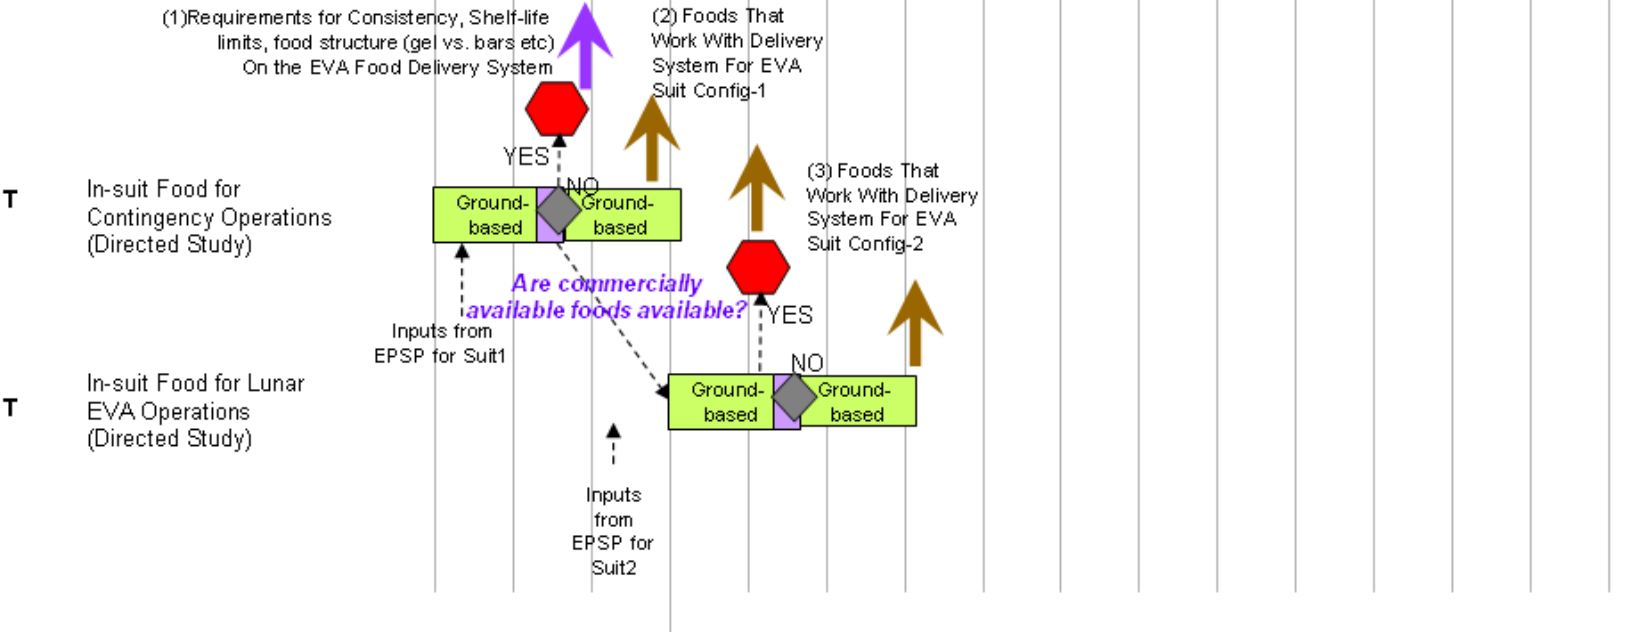 (1)Requirements for Consistency, Shelf-life
limits, food structure (gel vs. bars etc)
On the EVA Food Delivery System
(2) Foods That
Work With Delivery
System For EVA
Suit Config-1
YES
NO
(3) Foods That
Work With Delivery
System For EVA
Suit Config-2
T
In-suit Food for
Contingency Operations
(Directed Study)
Ground-
based
Ground-
based
Are commercially
available foods available?
Inputs from
EPSP for Suit1
YES
NO
T
In-suit Food for Lunar
EVA Operations
(Directed Study)
Ground-
based
Ground-
based
Inputs
from
EPSP for
Suit2